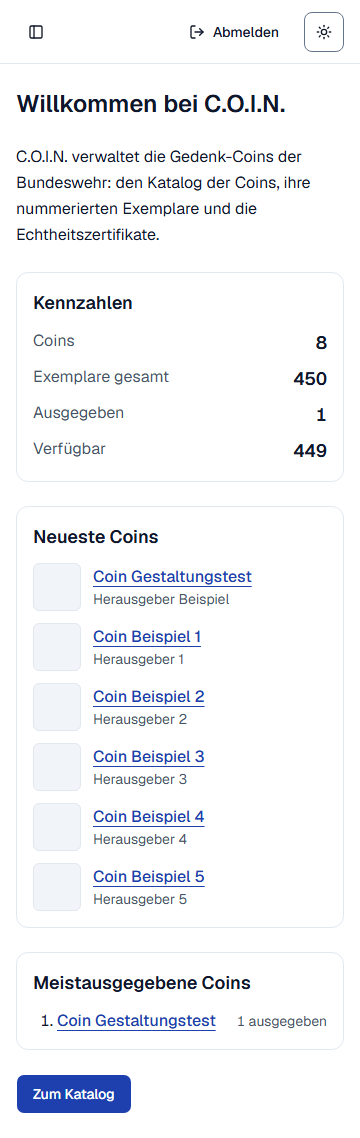 Abmelden
Willkommen bei C.O.I.N.
C.O.I.N. verwaltet die Gedenk-Coins der
Bundeswehr: den Katalog der Coins, ihre
nummerierten Exemplare und die
Echtheitszertifikate.
Kennzahlen
Coins 8
Exemplare gesamt 450
Ausgegeben 1
Verfügbar 449
Neueste Coins
Coin Gestaltungstest
Herausgeber Beispiel
Coin Beispiel 1
Herausgeber 1
Coin Beispiel 2
Herausgeber 2
Coin Beispiel 3
Herausgeber 3
Coin Beispiel 4
Herausgeber 4
Coin Beispiel 5
Herausgeber 5
Meistausgegebene Coins
1. Coin Gestaltungstest 1 ausgegeben
Zum Katalog